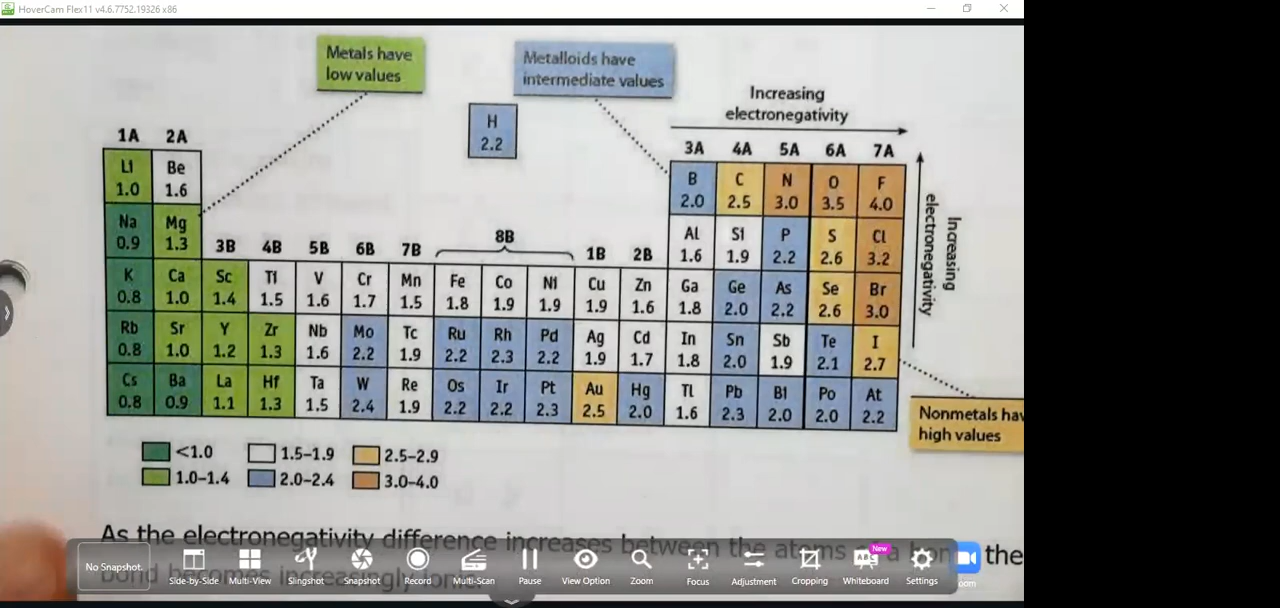 HoverCam Flex11 v4.6.7752.19326 x86
Metals have
low values
Metalloids have
intermediate values
Increasing
electronegativity
H
2.2
1A 2A
3A 4A 5A 6A 7A
Li Be B C N O F
1.0 1.6 2.0 2.5 3.0 3.5 4.0
Na Mg Al Si P S Cl
0.9 1.3 1.6 1.9 2.2 2.6 3.2
3B 4B 5B 6B 7B 8B 1B 2B
K Ca Sc Ti V Cr Mn Fe Co Ni Cu Zn Ga Ge As Se Br
0.8 1.0 1.4 1.5 1.6 1.7 1.5 1.8 1.9 1.9 1.9 1.6 1.8 2.0 2.2 2.6 3.0
Rb Sr Y Zr Nb Mo Tc Ru Rh Pd Ag Cd In Sn Sb Te I
0.8 1.0 1.2 1.3 1.6 2.2 1.9 2.2 2.3 2.2 1.9 1.7 1.8 2.0 1.9 2.1 2.7
Cs Ba La Hf Ta W Re Os Ir Pt Au Hg Tl Pb Bi Po At
0.8 0.9 1.1 1.3 1.5 2.4 1.9 2.2 2.2 2.3 2.5 2.0 1.6 2.3 2.0 2.0 2.2
Increasing
electronegativity
Nonmetals hav
high values
<1.0 1.5–1.9 2.5–2.9
1.0–1.4 2.0–2.4 3.0–4.0
As the electronegativity difference increases between the atoms the
bond becomes increasingly ionic.
No Snapshot.
Side-by-Side Multi-View Slingshot Snapshot Record Multi-Scan Pause View Option Zoom Focus Adjustment Cropping Whiteboard Settings oom
ABC
New